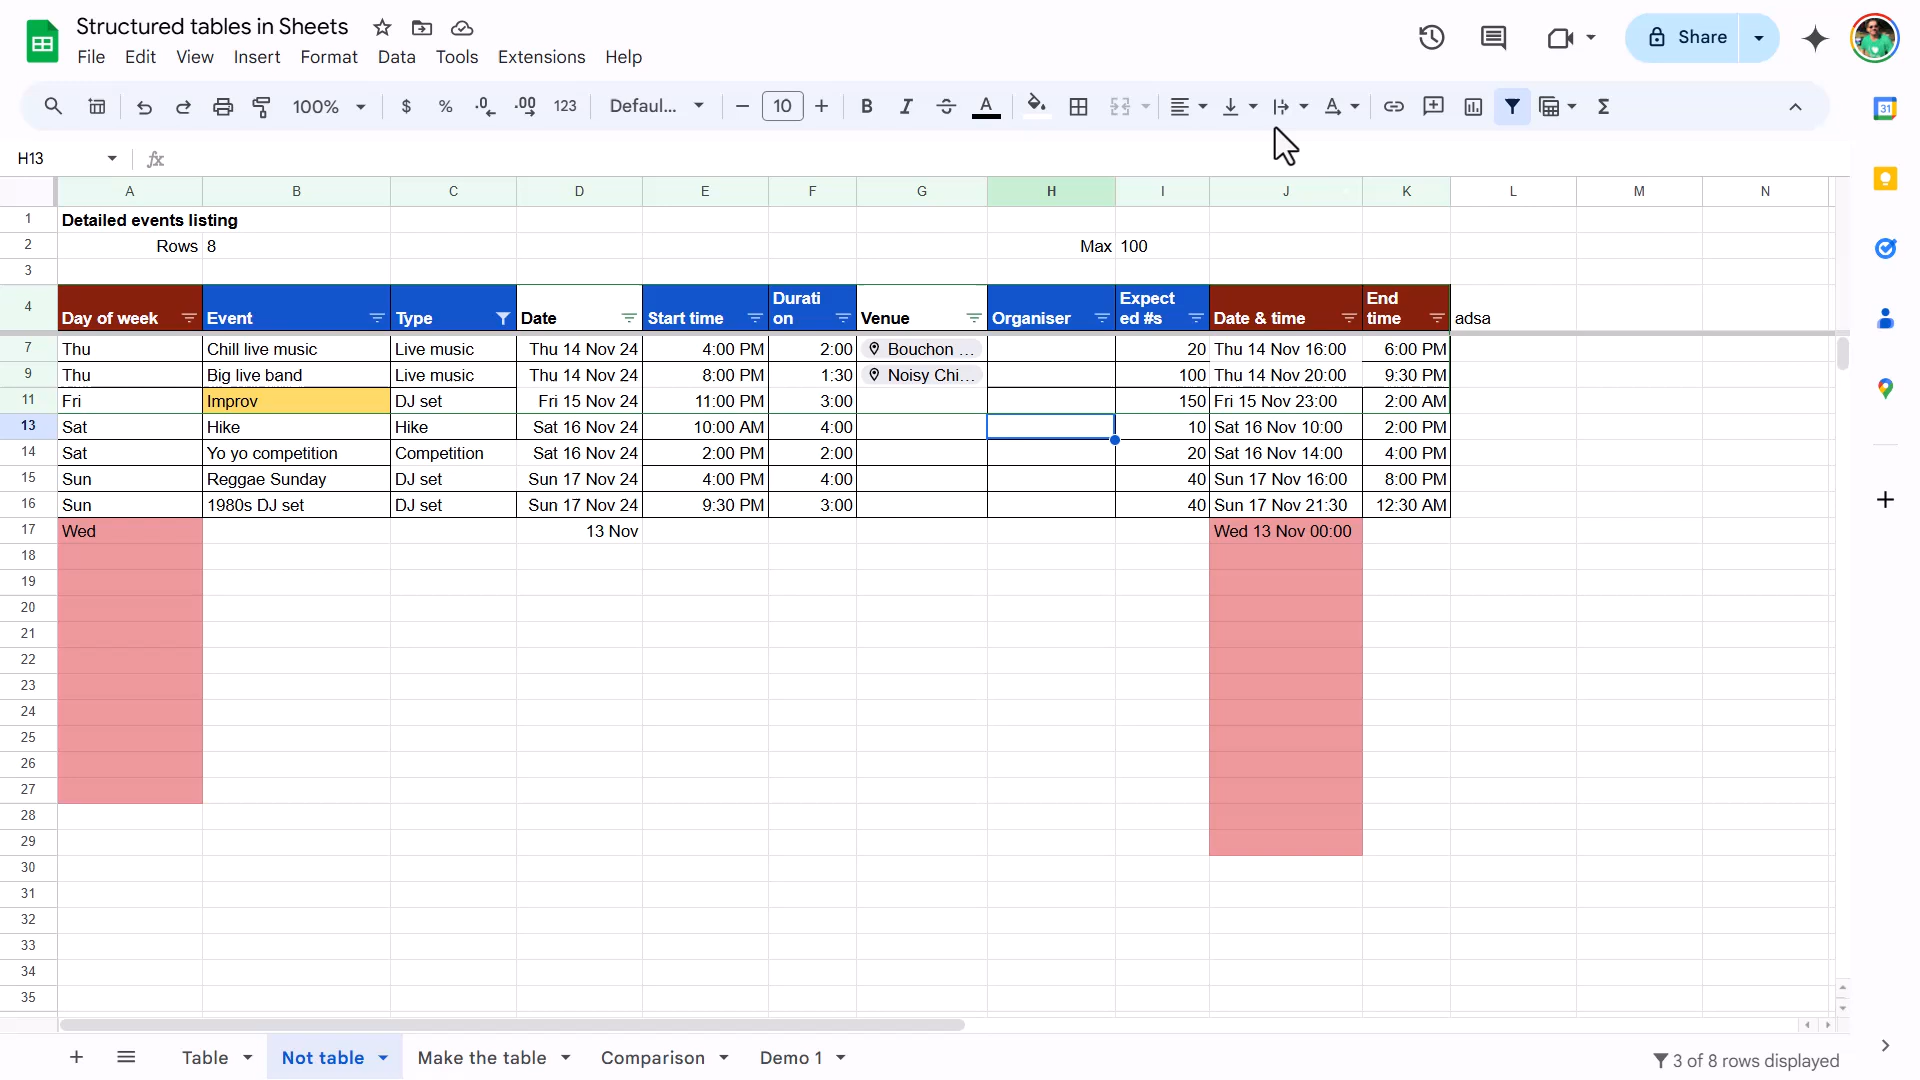 Structured tables in Sheets
File Edit View Insert Format Data Tools Extensions Help
Share
100% $ % .0 .00 123 Defaul... 10 B I S A
31
H13 fx
A B C D E F G H I J K L M N
1 Detailed events listing
2 Rows 8 Max 100
3
4 Day of week Event Type Date Start time Durati on Venue Organiser Expect ed #s Date & time End time adsa
7 Thu Chill live music Live music Thu 14 Nov 24 4:00 PM 2:00 Bouchon ... 20 Thu 14 Nov 16:00 6:00 PM
9 Thu Big live band Live music Thu 14 Nov 24 8:00 PM 1:30 Noisy Chi... 100 Thu 14 Nov 20:00 9:30 PM
11 Fri Improv DJ set Fri 15 Nov 24 11:00 PM 3:00 150 Fri 15 Nov 23:00 2:00 AM
13 Sat Hike Hike Sat 16 Nov 24 10:00 AM 4:00 10 Sat 16 Nov 10:00 2:00 PM
14 Sat Yo yo competition Competition Sat 16 Nov 24 2:00 PM 2:00 20 Sat 16 Nov 14:00 4:00 PM
15 Sun Reggae Sunday DJ set Sun 17 Nov 24 4:00 PM 4:00 40 Sun 17 Nov 16:00 8:00 PM
16 Sun 1980s DJ set DJ set Sun 17 Nov 24 9:30 PM 3:00 40 Sun 17 Nov 21:30 12:30 AM
17 Wed 13 Nov Wed 13 Nov 00:00
18
19
20
21
22
23
24
25
26
27
28
29
30
31
32
33
34
35
Table Not table Make the table Comparison Demo 1 3 of 8 rows displayed